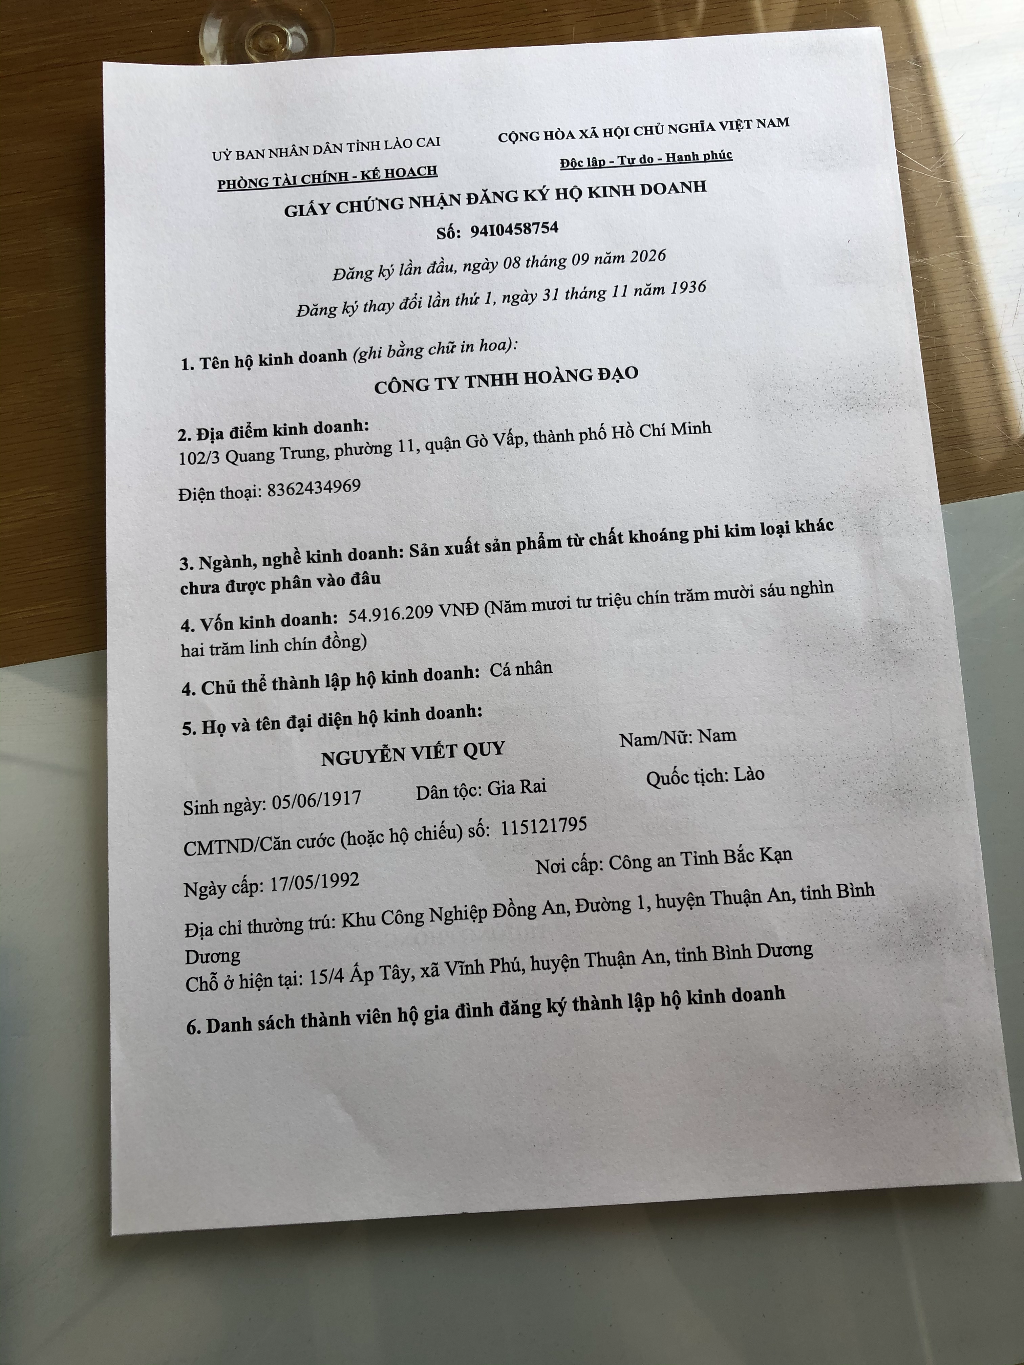 UỶ BAN NHÂN DÂN TỈNH LÀO CAI
CỘNG HÒA XÃ HỘI CHỦ NGHĨA VIỆT NAM
PHÒNG TÀI CHÍNH - KẾ HOẠCH
Độc lập - Tự do - Hạnh phúc
GIẤY CHỨNG NHẬN ĐĂNG KÝ HỘ KINH DOANH
Số: 94I0458754
Đăng ký lần đầu, ngày 08 tháng 09 năm 2026
Đăng ký thay đổi lần thứ 1, ngày 31 tháng 11 năm 1936
1. Tên hộ kinh doanh (ghi bằng chữ in hoa):
CÔNG TY TNHH HOÀNG ĐẠO
2. Địa điểm kinh doanh:
102/3 Quang Trung, phường 11, quận Gò Vấp, thành phố Hồ Chí Minh
Điện thoại: 8362434969
3. Ngành, nghề kinh doanh: Sản xuất sản phẩm từ chất khoáng phi kim loại khác
chưa được phân vào đâu
4. Vốn kinh doanh: 54.916.209 VNĐ (Năm mươi tư triệu chín trăm mười sáu nghìn
hai trăm linh chín đồng)
4. Chủ thể thành lập hộ kinh doanh: Cá nhân
5. Họ và tên đại diện hộ kinh doanh:
NGUYỄN VIẾT QUY
Nam/Nữ: Nam
Sinh ngày: 05/06/1917
Dân tộc: Gia Rai
Quốc tịch: Lào
CMTND/Căn cước (hoặc hộ chiếu) số: 115121795
Ngày cấp: 17/05/1992
Nơi cấp: Công an Tỉnh Bắc Kạn
Địa chỉ thường trú: Khu Công Nghiệp Đồng An, Đường 1, huyện Thuận An, tỉnh Bình
Dương
Chỗ ở hiện tại: 15/4 Ấp Tây, xã Vĩnh Phú, huyện Thuận An, tỉnh Bình Dương
6. Danh sách thành viên hộ gia đình đăng ký thành lập hộ kinh doanh